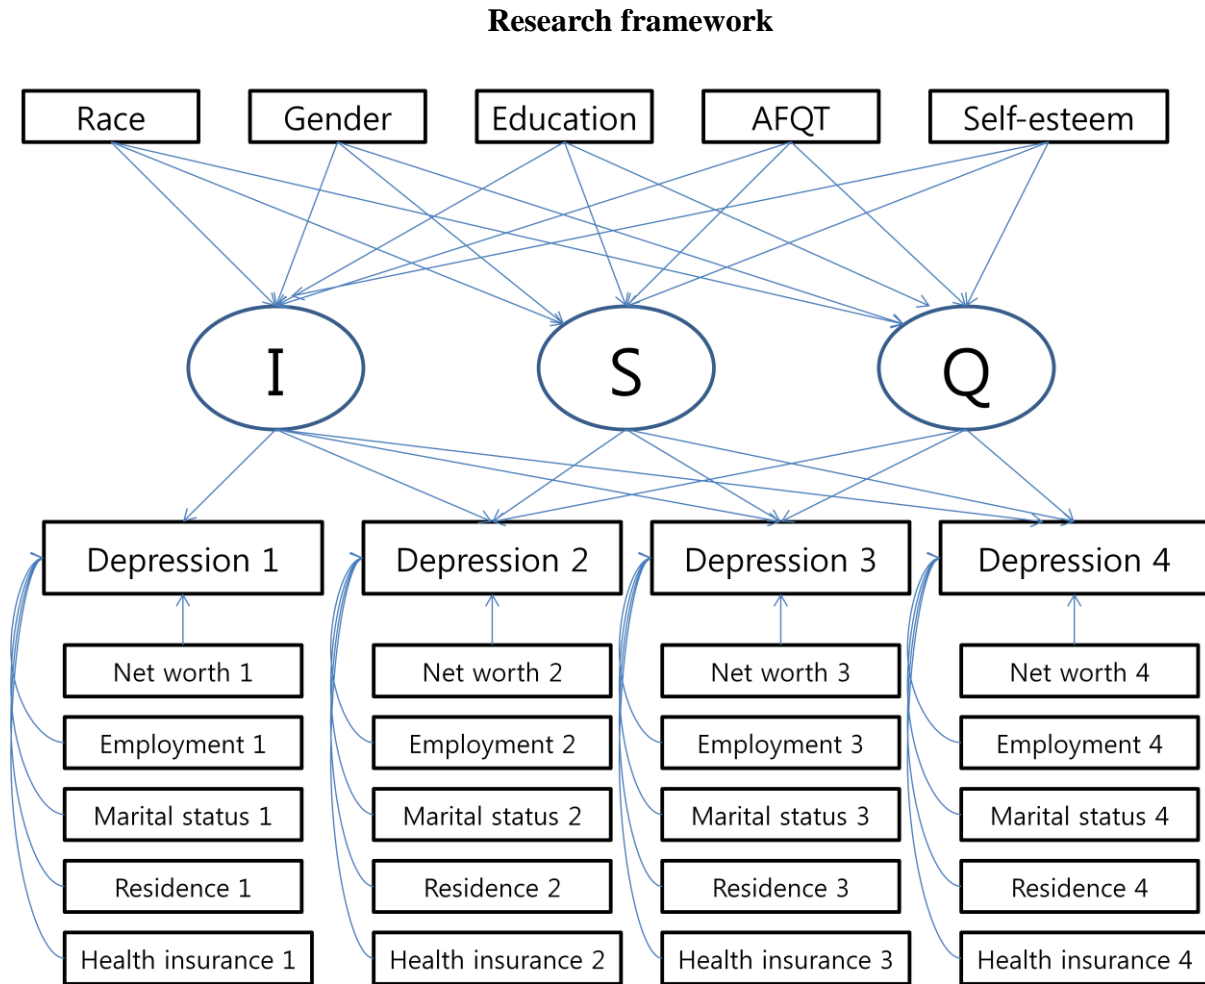 Research framework
Race Gender Education AFQT Self-esteem
I S Q
Depression 1 Depression 2 Depression 3 Depression 4
Net worth 1 Net worth 2 Net worth 3 Net worth 4
Employment 1 Employment 2 Employment 3 Employment 4
Marital status 1 Marital status 2 Marital status 3 Marital status 4
Residence 1 Residence 2 Residence 3 Residence 4
Health insurance 1 Health insurance 2 Health insurance 3 Health insurance 4